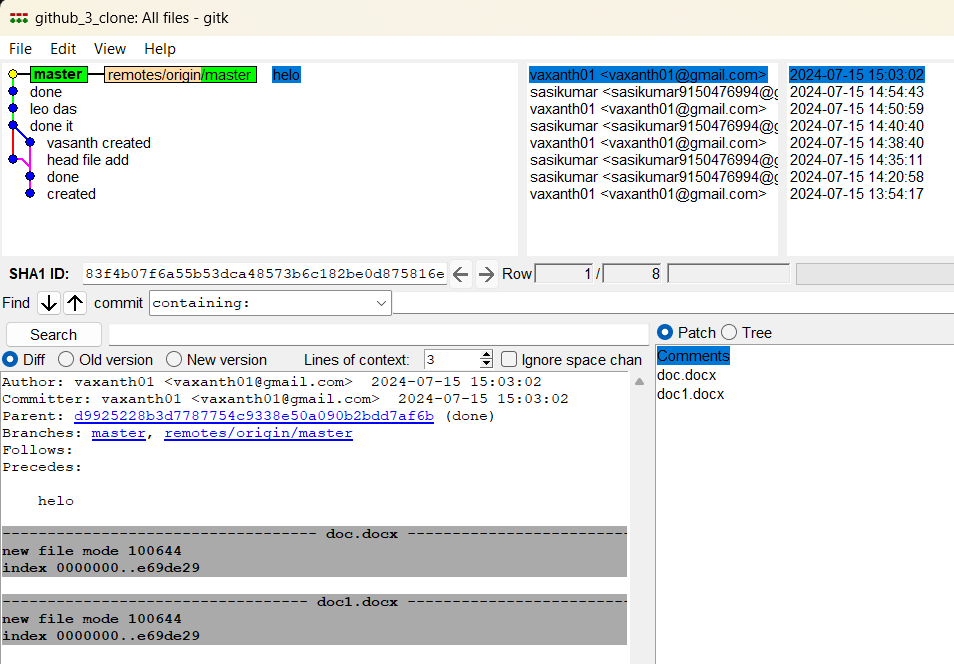 github_3_clone: All files - gitk
File Edit View Help
master remotes/origin/master helo vaxanth01 <vaxanth01@gmail.com> 2024-07-15 15:03:02
done sasikumar <sasikumar9150476994@g 2024-07-15 14:54:43
leo das vaxanth01 <vaxanth01@gmail.com> 2024-07-15 14:50:59
done it sasikumar <sasikumar9150476994@g 2024-07-15 14:40:40
vasanth created vaxanth01 <vaxanth01@gmail.com> 2024-07-15 14:38:40
head file add sasikumar <sasikumar9150476994@g 2024-07-15 14:35:11
done sasikumar <sasikumar9150476994@g 2024-07-15 14:20:58
created vaxanth01 <vaxanth01@gmail.com> 2024-07-15 13:54:17
SHA1 ID: 83f4b07f6a55b53dca48573b6c182be0d875816e Row 1 / 8
Find commit containing:
Search
Diff Old version New version Lines of context: 3 Ignore space chan
Author: vaxanth01 <vaxanth01@gmail.com> 2024-07-15 15:03:02
Committer: vaxanth01 <vaxanth01@gmail.com> 2024-07-15 15:03:02
Parent: d9925228b3d7787754c9338e50a090b2bdd7af6b (done)
Branches: master, remotes/origin/master
Follows:
Precedes:
helo
---------------------------------- doc.docx -------------------------
new file mode 100644
index 0000000..e69de29
--------------------------------- doc1.docx -------------------------
new file mode 100644
index 0000000..e69de29
Patch Tree
Comments
doc.docx
doc1.docx